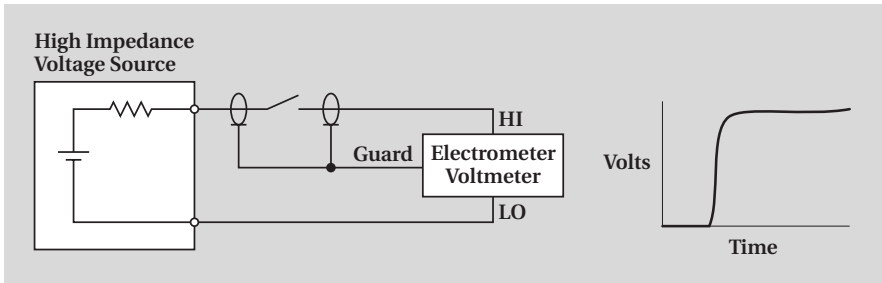 High Impedance
Voltage Source
HI
Guard
Electrometer
Voltmeter
LO
Volts
Time